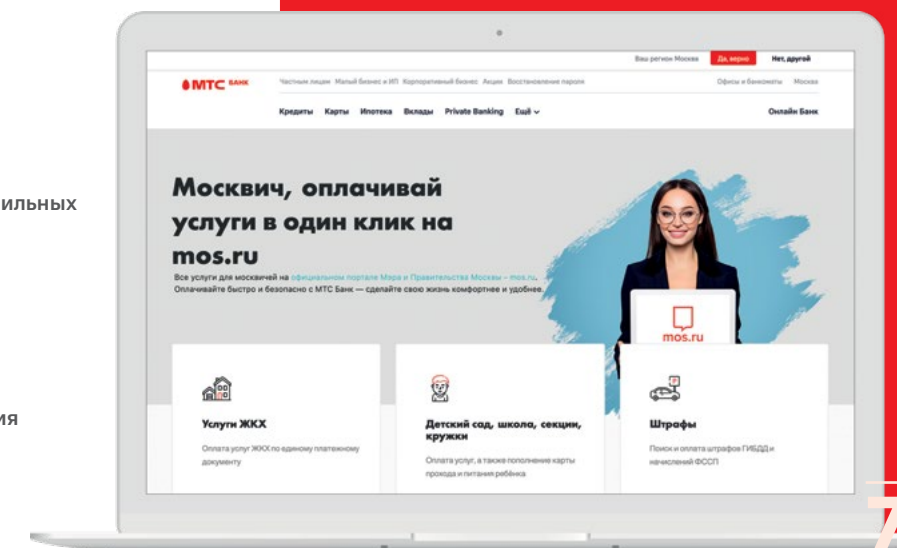 Ваш регион Москва Да, верно Нет, другой
МТС БАНК
Частным лицам Малый бизнес и ИП Корпоративный бизнес Акции Восстановление пароля Офисы и банкоматы Москва
Кредиты Карты Ипотека Вклады Private Banking Ещё Онлайн Банк
ильных
Москвич, оплачивай
услуги в один клик на
mos.ru
Все услуги для москвичей на официальном портале Мэра и Правительства Москвы – mos.ru.
Оплачивайте быстро и безопасно с МТС Банк — сделайте свою жизнь комфортнее и удобнее.
mos.ru
ия
Услуги ЖКХ
Оплата услуг ЖКХ по единому платежному
документу
Детский сад, школа, секции,
кружки
Оплата услуг, а также пополнение карты
прохода и питания ребёнка
Штрафы
Поиск и оплата штрафов ГИБДД и
начислений ФССП
7